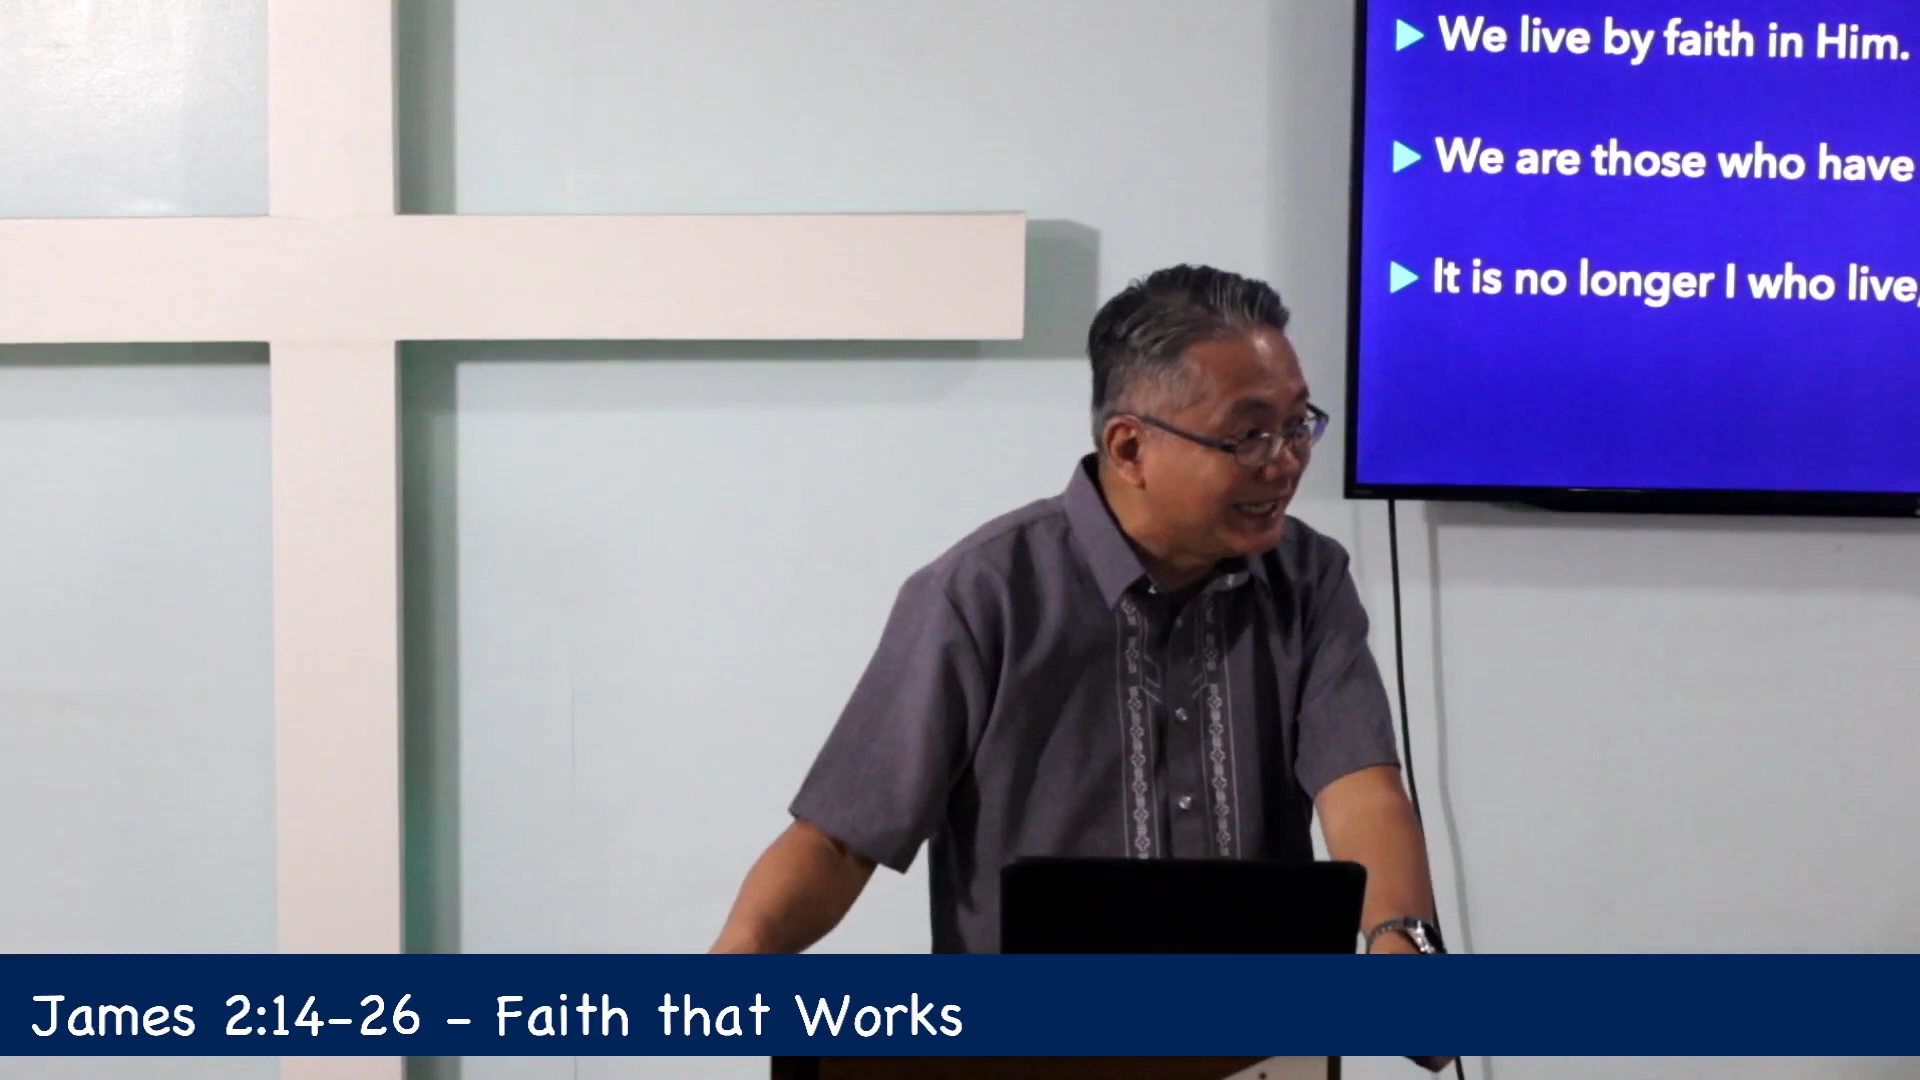 We live by faith in Him.
We are those who have
It is no longer I who live,
James 2:14-26 - Faith that Works